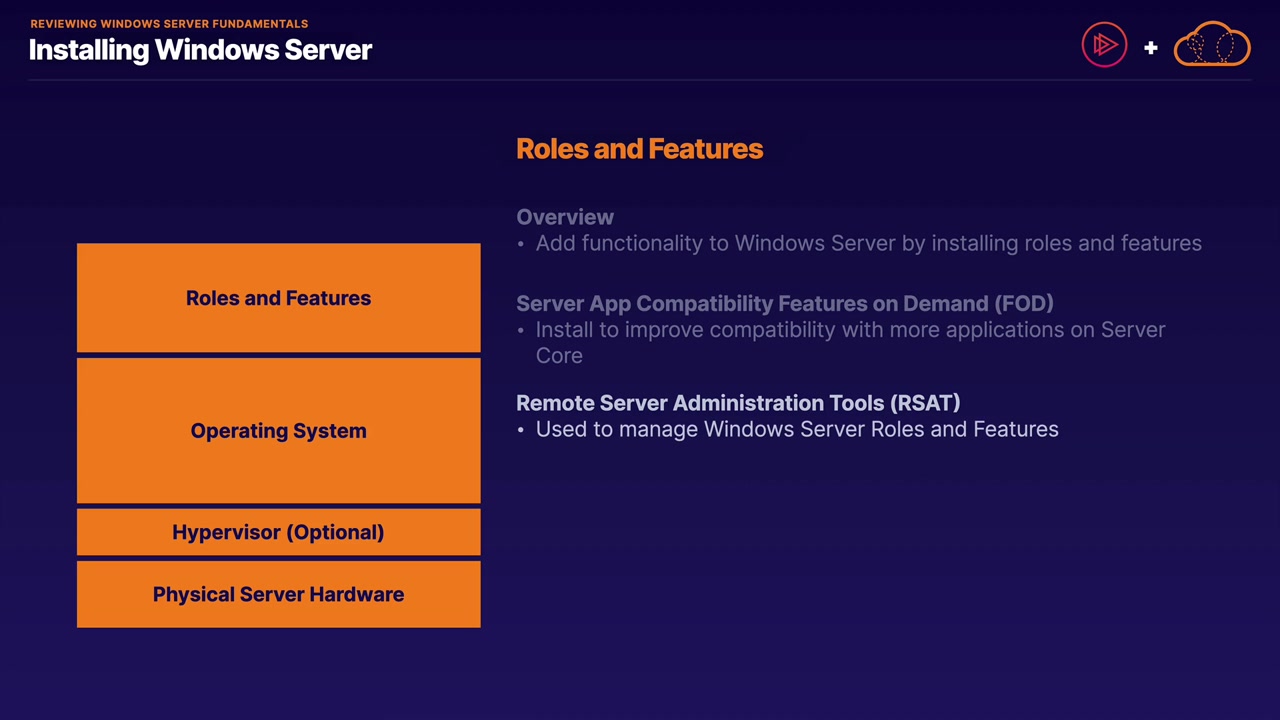 REVIEWING WINDOWS SERVER FUNDAMENTALS
Installing Windows Server
+
Roles and Features
Overview
• Add functionality to Windows Server by installing roles and features
Server App Compatibility Features on Demand (FOD)
• Install to improve compatibility with more applications on Server
Core
Remote Server Administration Tools (RSAT)
• Used to manage Windows Server Roles and Features
Roles and Features
Operating System
Hypervisor (Optional)
Physical Server Hardware